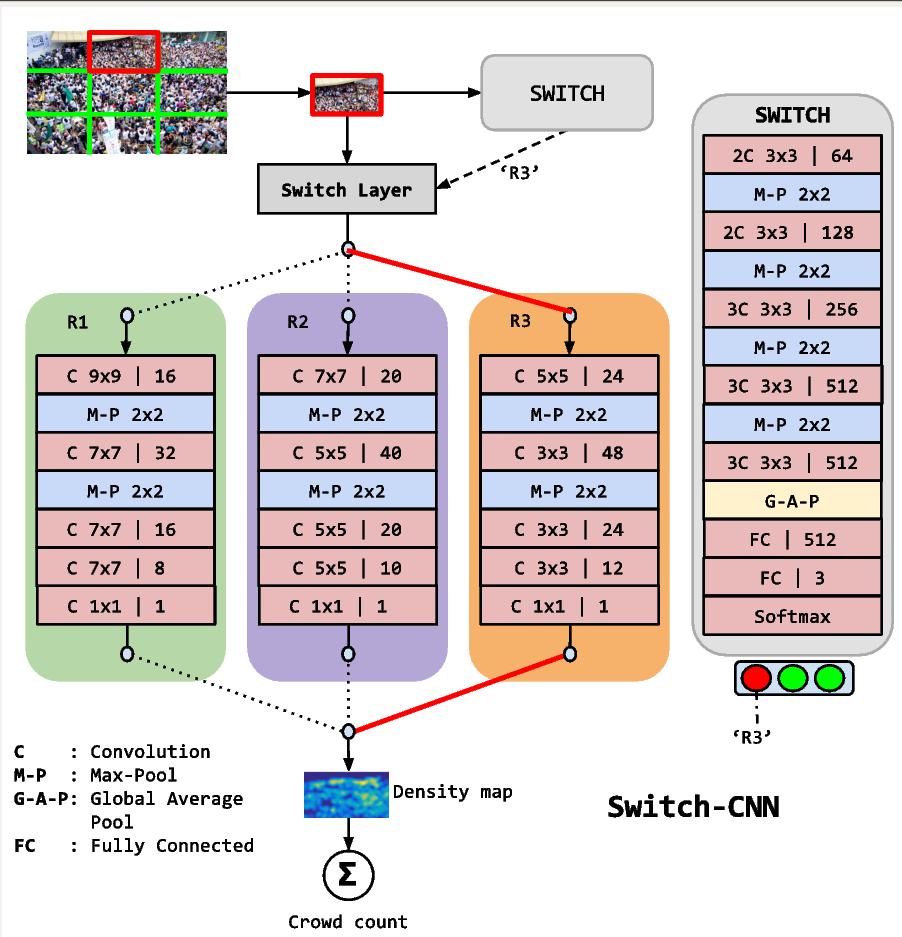 SWITCH
‘R3’
Switch Layer
R1
C 9x9 | 16
M-P 2x2
C 7x7 | 32
M-P 2x2
C 7x7 | 16
C 7x7 | 8
C 1x1 | 1
R2
C 7x7 | 20
M-P 2x2
C 5x5 | 40
M-P 2x2
C 5x5 | 20
C 5x5 | 10
C 1x1 | 1
R3
C 5x5 | 24
M-P 2x2
C 3x3 | 48
M-P 2x2
C 3x3 | 24
C 3x3 | 12
C 1x1 | 1
SWITCH
2C 3x3 | 64
M-P 2x2
2C 3x3 | 128
M-P 2x2
3C 3x3 | 256
M-P 2x2
3C 3x3 | 512
M-P 2x2
3C 3x3 | 512
G-A-P
FC | 512
FC | 3
Softmax
‘R3’
C : Convolution
M-P : Max-Pool
G-A-P: Global Average
Pool
FC : Fully Connected
Density map
Σ
Crowd count
Switch-CNN